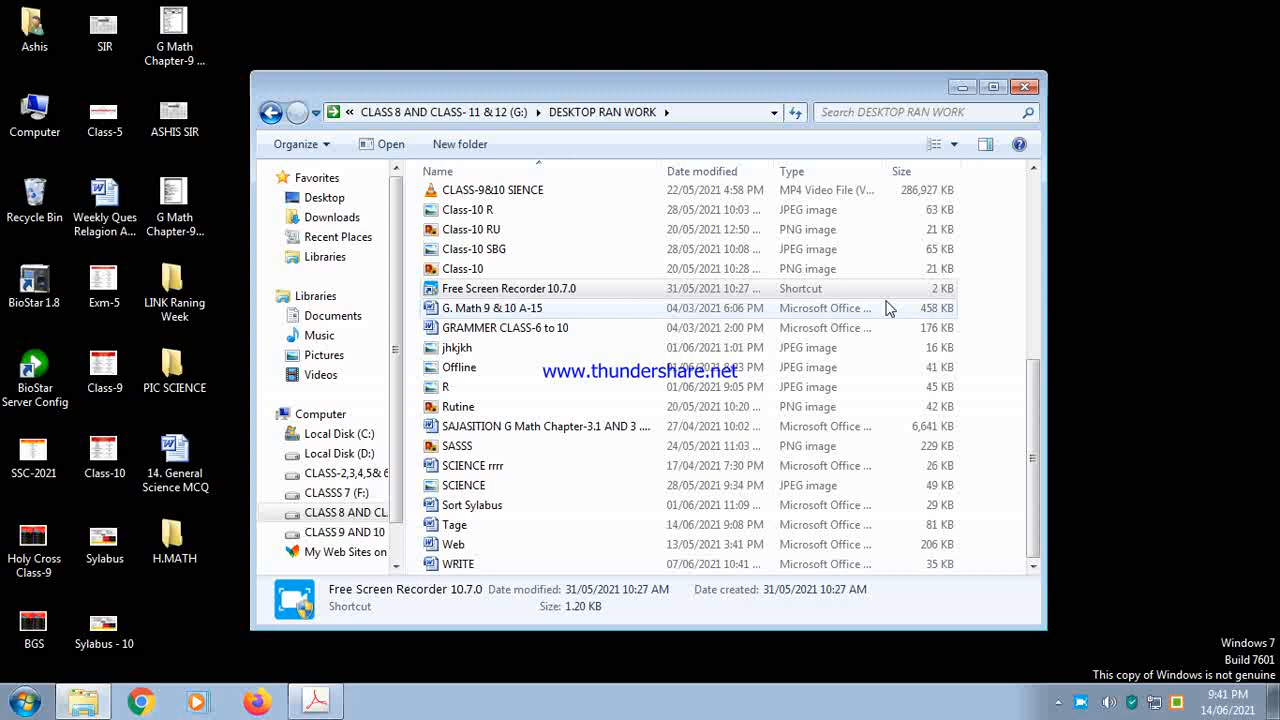 Ashis
SIR
G Math
Chapter-9 ...
Computer
Class-5
ASHIS SIR
Recycle Bin
Weekly Ques
Relagion A...
G Math
Chapter-9...
BioStar 1.8
Exm-5
LINK Raning
Week
BioStar
Server Config
Class-9
PIC SCIENCE
SSC-2021
Class-10
14. General
Science MCQ
Holy Cross
Class-9
Sylabus
H.MATH
BGS
Sylabus - 10
« CLASS 8 AND CLASS- 11 & 12 (G:) DESKTOP RAN WORK
Search DESKTOP RAN WORK
Organize Open New folder
Favorites
Desktop
Downloads
Recent Places
Libraries
Libraries
Documents
Music
Pictures
Videos
Computer
Local Disk (C:)
Local Disk (D:)
CLASS-2,3,4,5& 6
CLASSS 7 (F:)
CLASS 8 AND CL
CLASS 9 AND 10
My Web Sites on
Name Date modified Type Size
CLASS-9&10 SIENCE 22/05/2021 4:58 PM MP4 Video File (V... 286,927 KB
Class-10 R 28/05/2021 10:03 ... JPEG image 63 KB
Class-10 RU 20/05/2021 12:50 ... PNG image 21 KB
Class-10 SBG 28/05/2021 10:08 ... JPEG image 65 KB
Class-10 20/05/2021 10:28 ... PNG image 21 KB
Free Screen Recorder 10.7.0 31/05/2021 10:27 ... Shortcut 2 KB
G. Math 9 & 10 A-15 04/03/2021 6:06 PM Microsoft Office ... 458 KB
GRAMMER CLASS-6 to 10 04/03/2021 2:00 PM Microsoft Office ... 176 KB
jhkjkh 01/06/2021 1:01 PM JPEG image 16 KB
Offline JPEG image 41 KB
www.thundershare.net
R 01/06/2021 9:05 PM JPEG image 45 KB
Rutine 20/05/2021 10:20 ... PNG image 42 KB
SAJASITION G Math Chapter-3.1 AND 3 .... 27/04/2021 10:02 ... Microsoft Office ... 6,641 KB
SASSS 24/05/2021 11:01 ... PNG image 229 KB
SCIENCE rrrr 17/04/2021 7:30 PM Microsoft Office ... 26 KB
SCIENCE 28/05/2021 9:34 PM JPEG image 49 KB
Sort Sylabus 01/06/2021 11:09 ... Microsoft Office ... 29 KB
Tage 14/06/2021 12:40 ... Microsoft Office ... 81 KB
Web 13/05/2021 3:41 PM Microsoft Office ... 206 KB
WRITE 07/06/2021 11:21 ... Microsoft Office ... 35 KB
Free Screen Recorder 10.7.0 Date modified: 31/05/2021 10:27 AM Date created: 31/05/2021 10:27 AM
Shortcut Size: 1.20 KB
Windows 7
Build 7601
This copy of Windows is not genuine
9:41 PM
14/06/2021